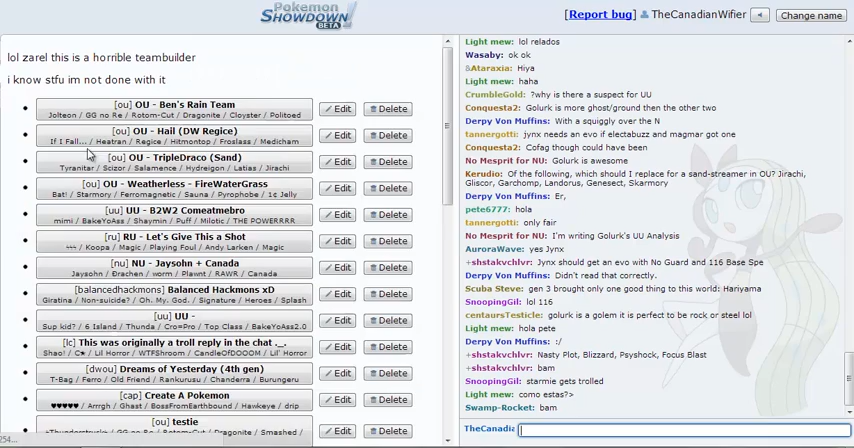 Pokemon
SHOWDOWN!
BETA
[Report bug] TheCanadianWifier Change name
lol zarel this is a horrible teambuilder
i know stfu im not done with it
[ou] OU - Ben's Rain Team
Jolteon / GG no Re / Rotom-Cut / Dragonite / Cloyster / Politoed
Edit Delete
[ou] OU - Hail (DW Regice)
If I Fall... / Heatran / Regice / Hitmontop / Froslass / Medicham
Edit Delete
[ou] OU - TripleDraco (Sand)
Tyranitar / Scizor / Salamence / Hydreigon / Latias / Jirachi
Edit Delete
[ou] OU - Weatherless - FireWaterGrass
Bat! / Starmory / Ferromagnetic / Sauna / Pyrophobe / 1¢ Jelly
Edit Delete
[uu] UU - B2W2 Comeatmebro
mimi / BakeYoAss / Shaymin / Puff / Milotic / THE POWERRRR
Edit Delete
[ru] RU - Let's Give This a Shot
/ Koopa / Magic / Playing Foul / Andy Larken / Magic
Edit Delete
[nu] NU - Jaysohn + Canada
Jaysohn / Ðrachen / worm / Plawnt / RAWR / Canada
Edit Delete
[balancedhackmons] Balanced Hackmons xD
Giratina / Non-suicide? / Oh. My. God. / Signature / Heroes / Splash
Edit Delete
[uu] UU -
Sup kid? / 6 Island / Thunda / Cro=Pro / Top Class / BakeYoAss2.0
Edit Delete
[lc] This was originally a troll reply in the chat ._.
Shao! / C★ / Lil Horror / WTFShroom / CandleOfDOOOM / Lil' Horror
Edit Delete
[dwou] Dreams of Yesterday (4th gen)
T-Bag / Ferro / Old Friend / Rankurusu / Chandera / Burungeru
Edit Delete
[cap] Create A Pokemon
♥♥♥♥♥ / Arrrgh / Ghast / BossFromEarthbound / Hawkeye / drip
Edit Delete
[ou] testie
/ GG no Re / Rotom-Cut / Dragonite / Smashed /
Edit Delete
254...
Light mew: lol relados
Wasaby: ok ok
&Ataraxia: Hiya
Light mew: haha
CrumbleGold: ?why is there a suspect for UU
Conquesta2: Golurk is more ghost/ground then the other two
Derpy Von Muffins: With a squiggly over the N
tannergotti: jynx needs an evo if electabuzz and magmar got one
Conquesta2: Cofag though could have been
No Mesprit for NU: Golurk is awesome
Kerudio: Of the following, which should I replace for a sand-streamer in OU? Jirachi,
Gliscor, Garchomp, Landorus, Genesect, Skarmory
Derpy Von Muffins: Er,
pete6777: hola
tannergotti: only fair
No Mesprit for NU: I'm writing Golurk's UU Analysis
AuroraWave: yes Jynx
+shstakvchlvr: Jynx should get an evo with No Guard and 116 Base Spe
Derpy Von Muffins: Didn't read that correctly.
Scuba Steve: gen 3 brought only one good thing to this world: Hariyama
SnoopingGil: lol 116
centaursTesticle: golurk is a golem it is perfect to be rock or steel lol
Light mew: hola pete
Derpy Von Muffins: :/
+shstakvchlvr: Nasty Plot, Blizzard, Psyshock, Focus Blast
+shstakvchlvr: bam
SnoopingGil: starmie gets trolled
Light mew: como estas?>
Swamp-Rocket: bam
TheCanadia